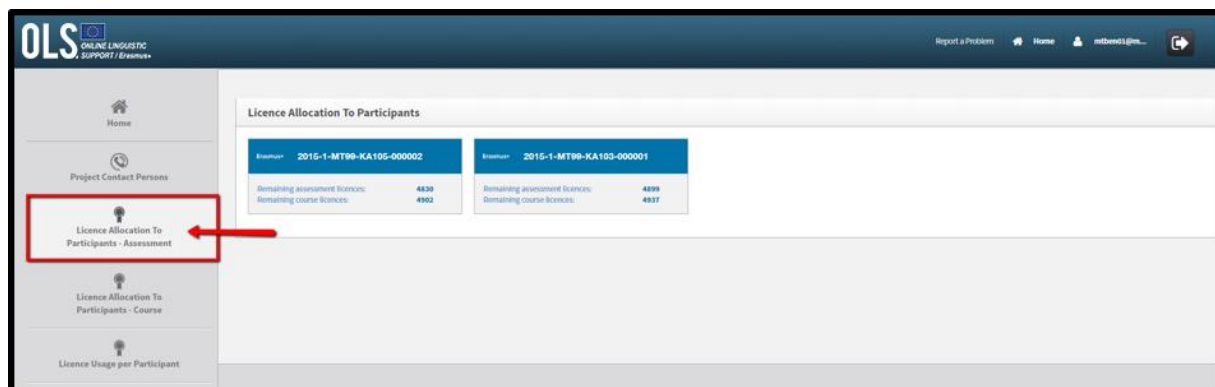 OLS ONLINE LINGUISTIC
SUPPORT / Erasmus+
Report a Problem Home mtbend1@m...
Home
Project Contact Persons
Licence Allocation To
Participants - Assessment
Licence Allocation To
Participants - Course
Licence Usage per Participant
Licence Allocation To Participants
Erasmus+ 2015-1-MT99-KA105-000002
Remaining assessment licences: 4830
Remaining course licences: 4902
Erasmus+ 2015-1-MT99-KA103-000001
Remaining assessment licences: 4899
Remaining course licences: 4937